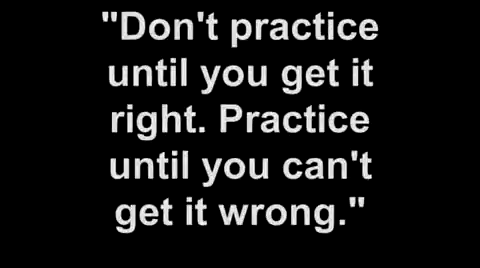 "Don't practice
until you get it
right. Practice
until you can't
get it wrong."